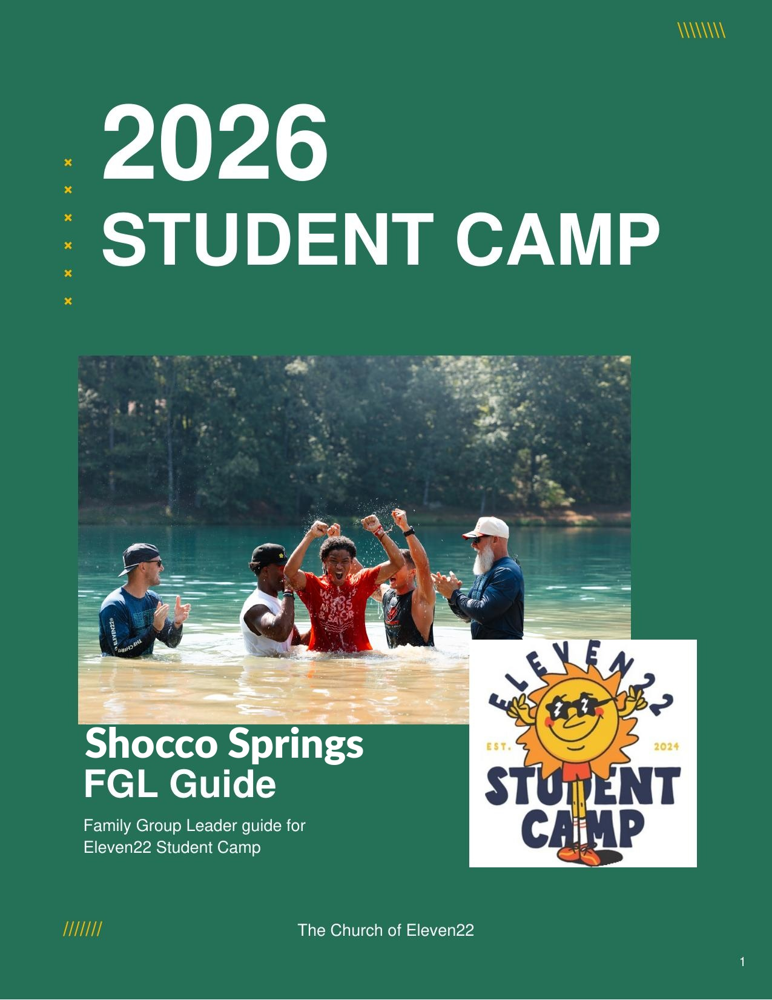 2026
STUDENT CAMP
ELEVEN22
EST. 2024
STUDENT
CAMP
Shocco Springs
FGL Guide
Family Group Leader guide for
Eleven22 Student Camp
The Church of Eleven22
1